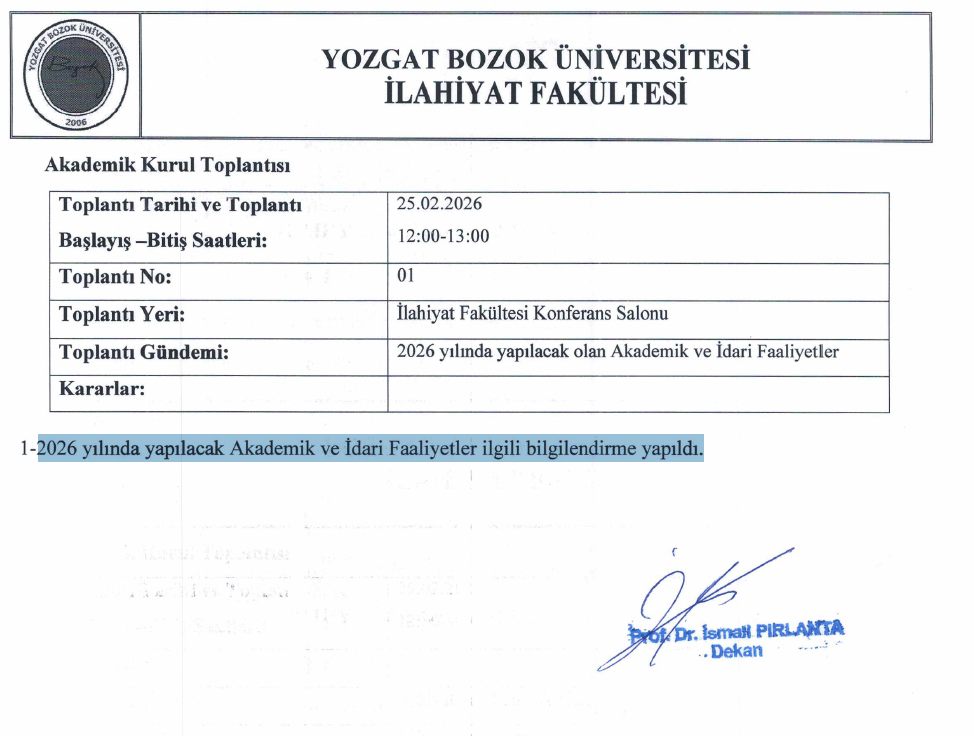 YOZGAT BOZOK ÜNİVERSİTESİ
2006
YOZGAT BOZOK ÜNİVERSİTESİ
İLAHİYAT FAKÜLTESİ
Akademik Kurul Toplantısı
Toplantı Tarihi ve Toplantı
Başlayış –Bitiş Saatleri:
25.02.2026
12:00-13:00
Toplantı No:
01
Toplantı Yeri:
İlahiyat Fakültesi Konferans Salonu
Toplantı Gündemi:
2026 yılında yapılacak olan Akademik ve İdari Faaliyetler
Kararlar:
1-2026 yılında yapılacak Akademik ve İdari Faaliyetler ilgili bilgilendirme yapıldı.
Prof. Dr. İsmail PIRLANTA
Dekan